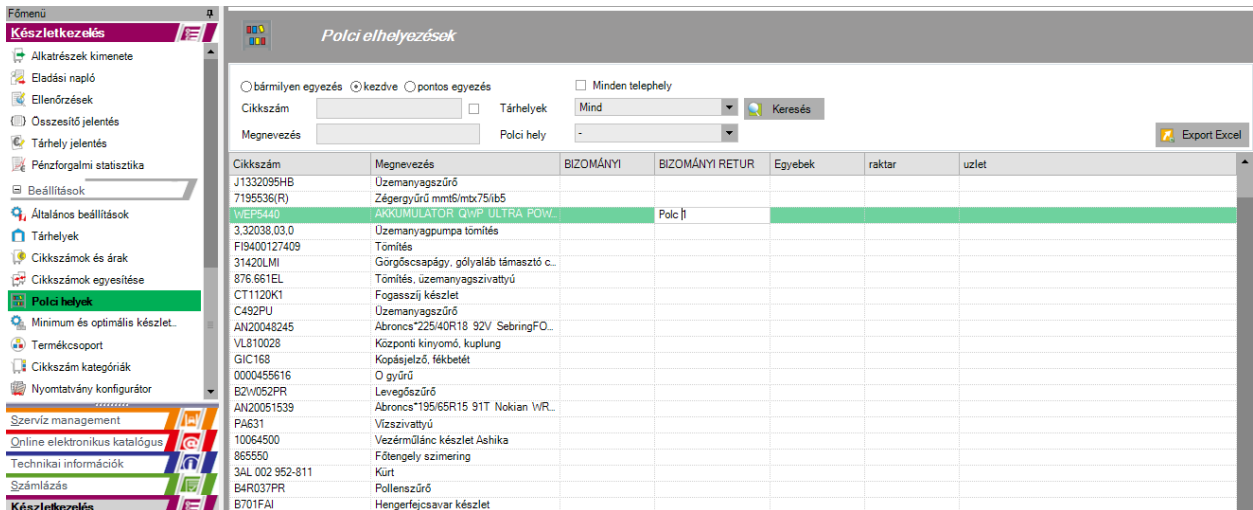 Főmenü
Készletkezelés
Alkatrészek kimenete
Eladási napló
Ellenőrzések
Összesítő jelentés
Tárhely jelentés
Pénzforgalmi statisztika
Beállítások
Általános beállítások
Tárhelyek
Cikkszámok és árak
Cikkszámok egyesítése
Polci helyek
Minimum és optimális készlet..
Termékcsoport
Cikkszám kategóriák
Nyomtatvány konfigurátor
Szervíz management
Online elektronikus katalógus
Technikai információk
Számlázás
Készletkezelés
Polci elhelyezések
bármilyen egyezés kezdve pontos egyezés Minden telephely
Cikkszám Tárhelyek Mind Keresés
Megnevezés Polci hely - Export Excel
Cikkszám Megnevezés BIZOMÁNYI BIZOMÁNYI RETUR Egyebek raktar uzlet
J1332095HB Üzemanyagszűrő
7195536(R) Zégergyűrű mmt6/mtx75/ib5
WEP5440 AKKUMULATOR QWP ULTRA POW... Polc 1
3,32038,03,0 Üzemanyagpumpa tömítés
FI9400127409 Tömítés
31420LMI Görgőscsapágy, gólyaláb támasztó c...
876.661EL Tömítés, üzemanyagszivattyú
CT1120K1 Fogasszíj készlet
C492PU Üzemanyagszűrő
AN20048245 Abroncs*225/40R18 92V SebringFO...
VL810028 Központi kinyomó, kuplung
GIC168 Kopásjelző, fékbetét
0000455616 O gyűrű
B2W052PR Levegőszűrő
AN20051539 Abroncs*195/65R15 91T Nokian WR...
PA631 Vízszivattyú
10064500 Vezérműlánc készlet Ashika
865550 Főtengely szimering
3AL 002 952-811 Kürt
B4R037PR Pollenszűrő
B701FAI Hengerfejcsavar készlet